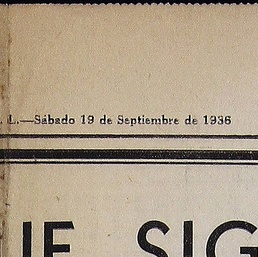 . L.—Sábado 19 de Septiembre de 1936
IE SIG